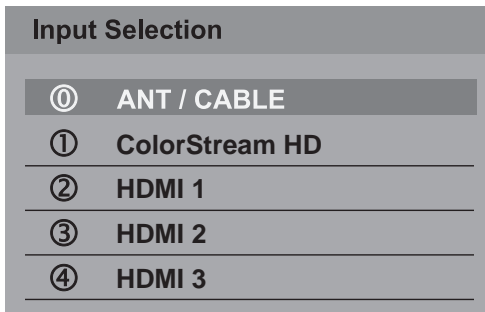 Input Selection
⓪ ANT / CABLE
① ColorStream HD
② HDMI 1
③ HDMI 2
④ HDMI 3